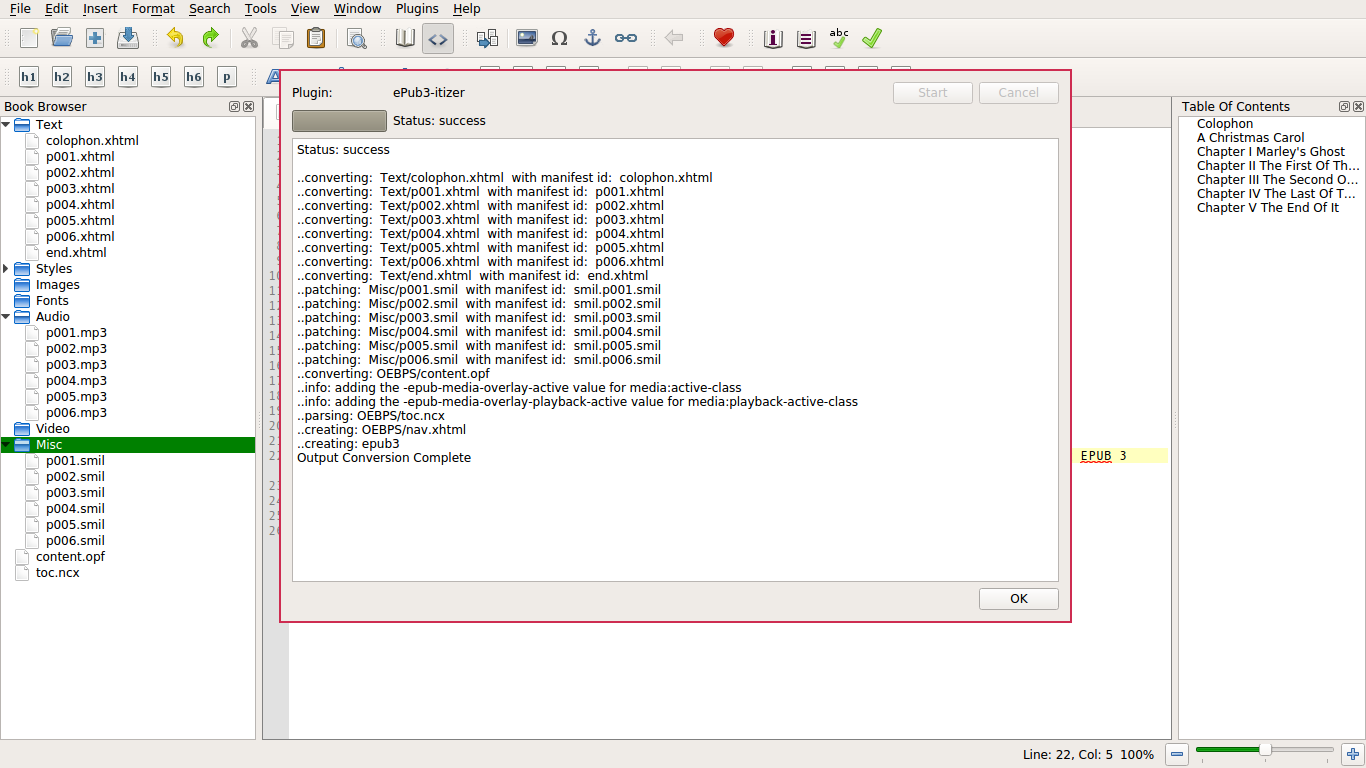 File Edit Insert Format Search Tools View Window Plugins Help
Ω abc
h1 h2 h3 h4 h5 h6 p
Book Browser
Text
colophon.xhtml
p001.xhtml
p002.xhtml
p003.xhtml
p004.xhtml
p005.xhtml
p006.xhtml
end.xhtml
Styles
Images
Fonts
Audio
p001.mp3
p002.mp3
p003.mp3
p004.mp3
p005.mp3
p006.mp3
Video
Misc
p001.smil
p002.smil
p003.smil
p004.smil
p005.smil
p006.smil
content.opf
toc.ncx
Plugin: ePub3-itizer Start Cancel
Status: success
Status: success
..converting: Text/colophon.xhtml with manifest id: colophon.xhtml
..converting: Text/p001.xhtml with manifest id: p001.xhtml
..converting: Text/p002.xhtml with manifest id: p002.xhtml
..converting: Text/p003.xhtml with manifest id: p003.xhtml
..converting: Text/p004.xhtml with manifest id: p004.xhtml
..converting: Text/p005.xhtml with manifest id: p005.xhtml
..converting: Text/p006.xhtml with manifest id: p006.xhtml
..converting: Text/end.xhtml with manifest id: end.xhtml
..patching: Misc/p001.smil with manifest id: smil.p001.smil
..patching: Misc/p002.smil with manifest id: smil.p002.smil
..patching: Misc/p003.smil with manifest id: smil.p003.smil
..patching: Misc/p004.smil with manifest id: smil.p004.smil
..patching: Misc/p005.smil with manifest id: smil.p005.smil
..patching: Misc/p006.smil with manifest id: smil.p006.smil
..converting: OEBPS/content.opf
..info: adding the -epub-media-overlay-active value for media:active-class
..info: adding the -epub-media-overlay-playback-active value for media:playback-active-class
..parsing: OEBPS/toc.ncx
..creating: OEBPS/nav.xhtml
..creating: epub3
Output Conversion Complete
OK
EPUB 3
Table Of Contents
Colophon
A Christmas Carol
Chapter I Marley's Ghost
Chapter II The First Of Th...
Chapter III The Second O...
Chapter IV The Last Of T...
Chapter V The End Of It
Line: 22, Col: 5 100%